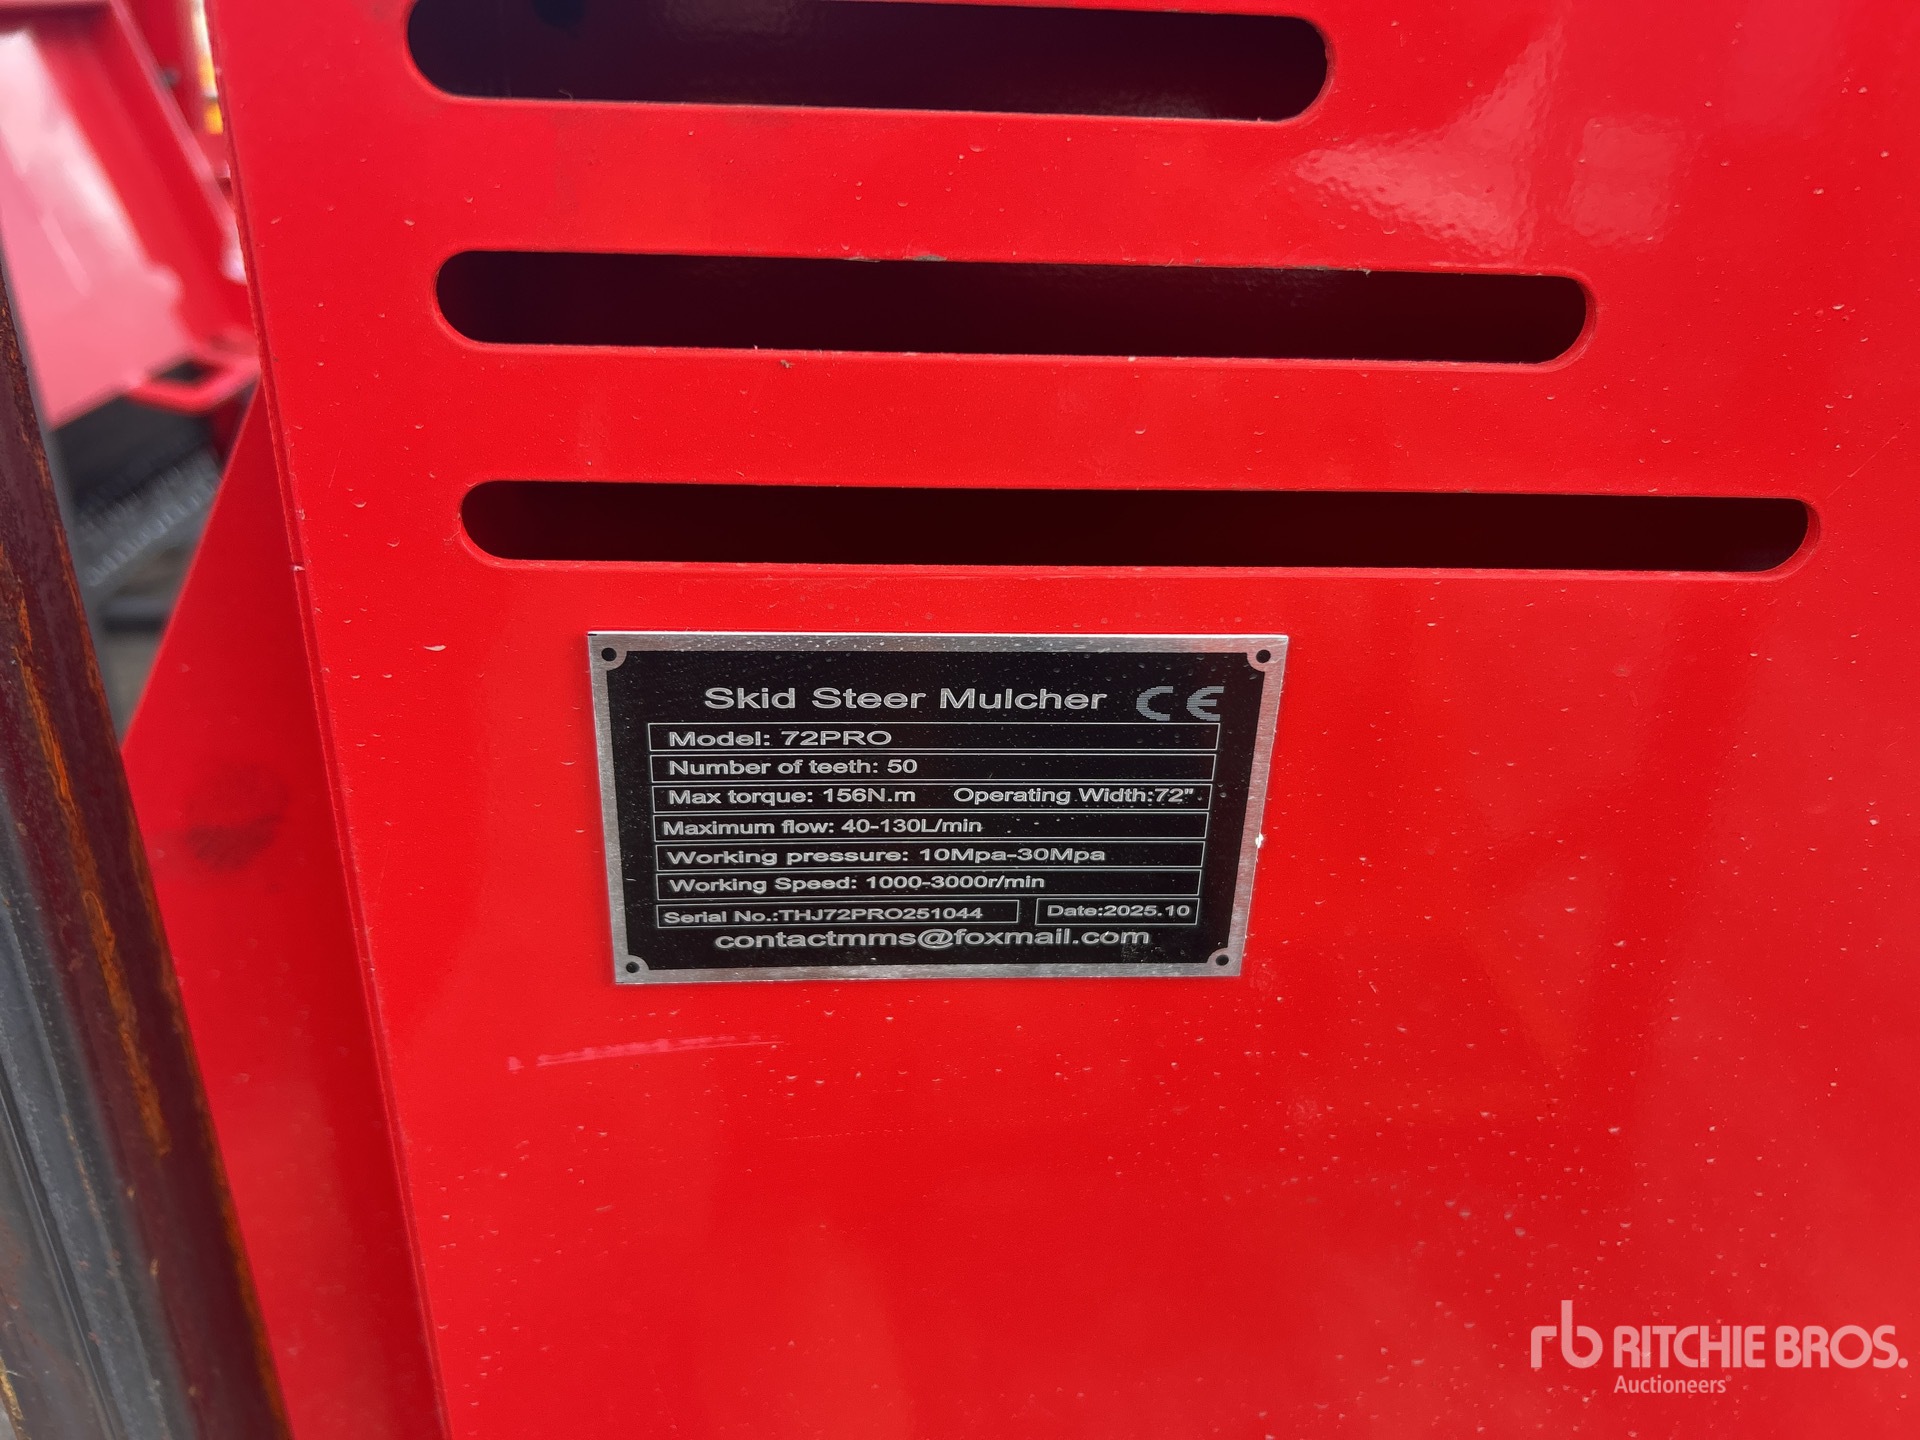 Skid Steer Mulcher CE
Model: 72PRO
Number of teeth: 50
Max torque: 156N.m Operating Width:72"
Maximum flow: 40-130L/min
Working pressure: 10Mpa-30Mpa
Working Speed: 1000-3000r/min
Serial No.:THJ72PRO251044 Date:2025.10
contactmms@foxmail.com
rb RITCHIE BROS.
Auctioneers